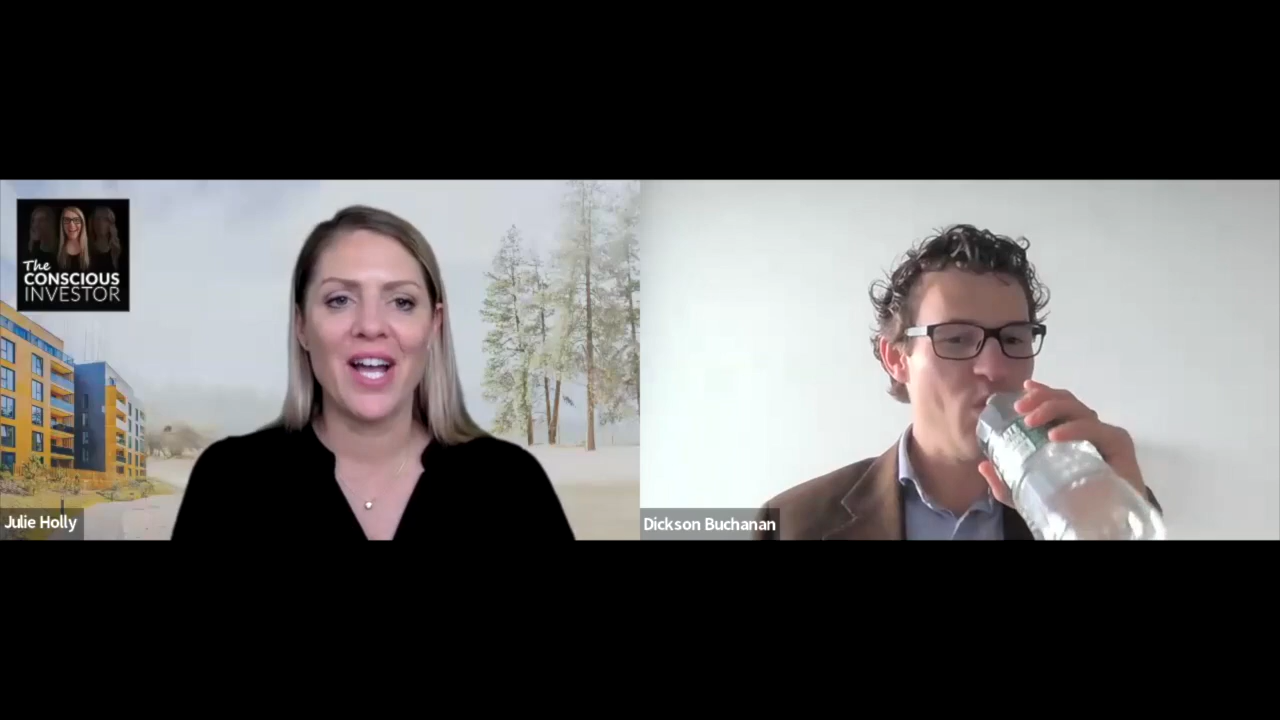 The
CONSCIOUS
INVESTOR
Julie Holly
Dickson Buchanan